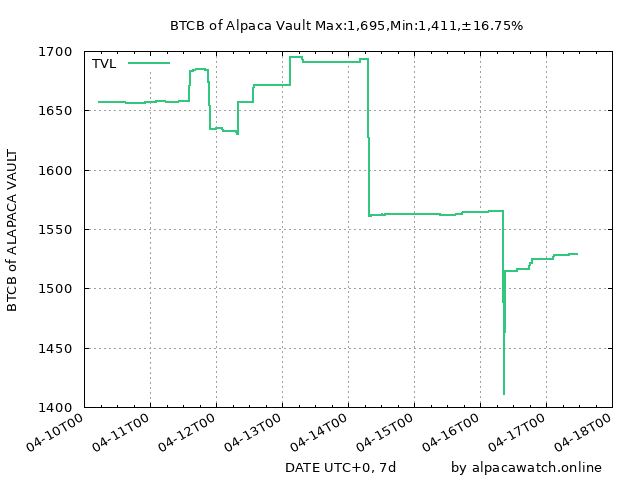 BTCB of Alpaca Vault Max:1,695,Min:1,411,±16.75%
TVL
1700
1650
1600
1550
1500
1450
1400
BTCB of ALAPACA VAULT
04-10T00
04-11T00
04-12T00
04-13T00
04-14T00
04-15T00
04-16T00
04-17T00
04-18T00
DATE UTC+0, 7d
by alpacawatch.online